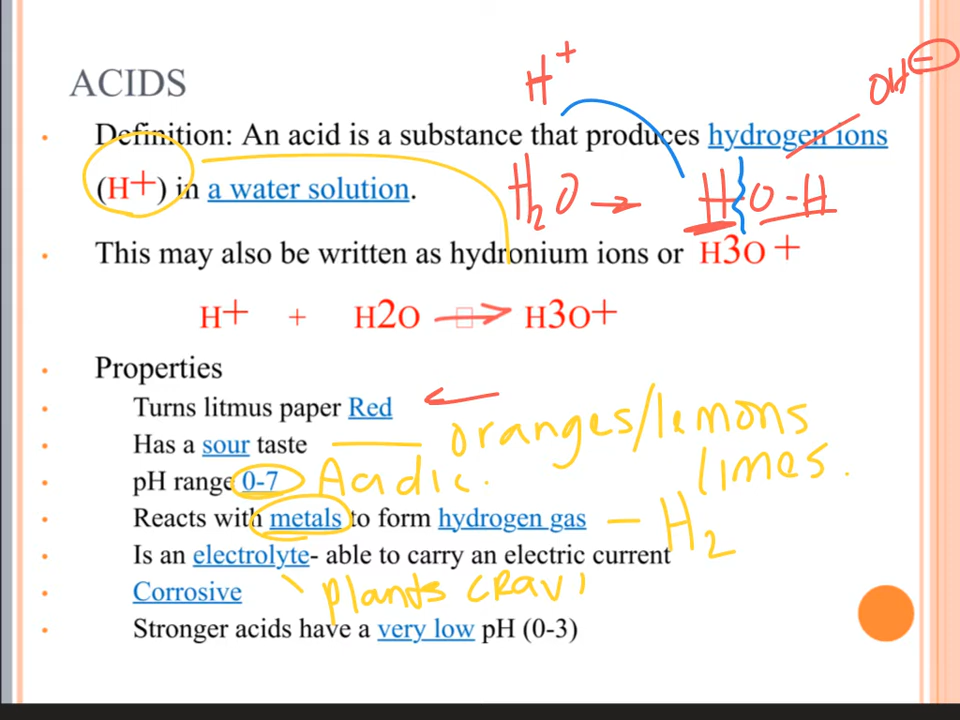 H+
OH-
ACIDS
Definition: An acid is a substance that produces hydrogen ions
(H+) in a water solution.
H2O → H O-H
This may also be written as hydronium ions or H3O+
H+ + H2O → H3O+
Properties
Turns litmus paper Red
Has a sour taste — oranges/lemons
limes.
pH range 0-7 Acidic.
Reacts with metals to form hydrogen gas – H2
Is an electrolyte- able to carry an electric current
Corrosive
plants crav
Stronger acids have a very low pH (0-3)